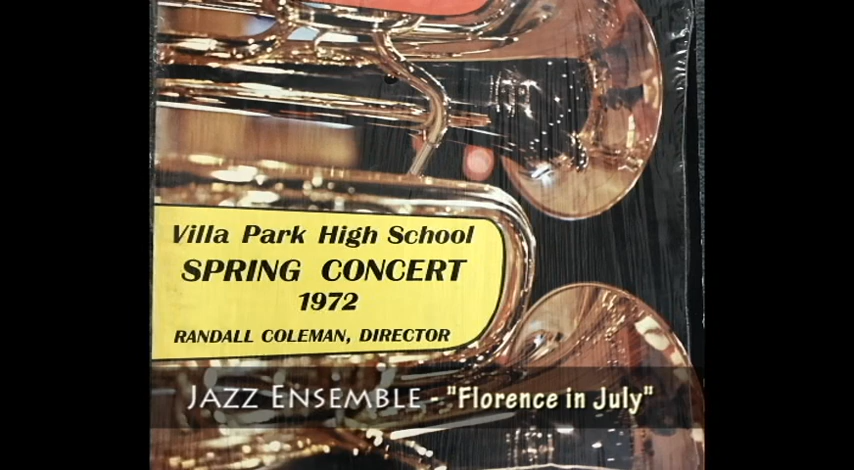 Villa Park High School
SPRING CONCERT
1972
RANDALL COLEMAN, DIRECTOR
JAZZ ENSEMBLE - "Florence in July"